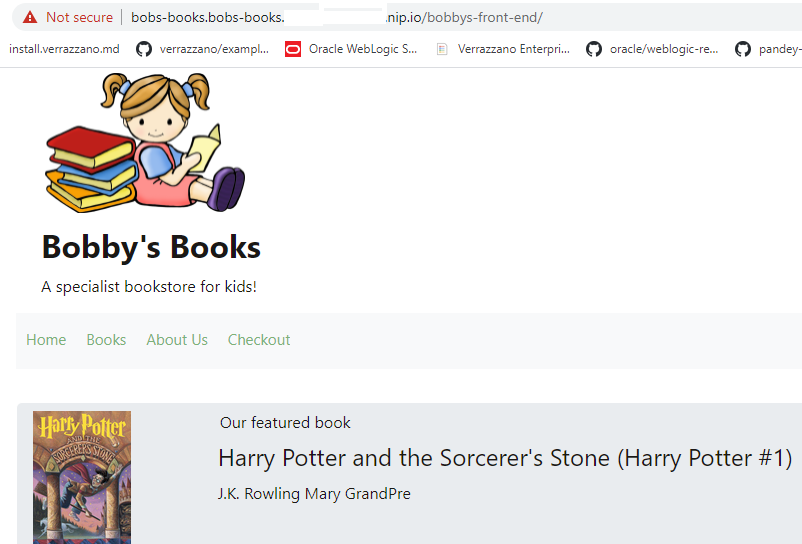 Not secure | bobs-books.bobs-books. .nip.io/bobbys-front-end/
install.verrazzano.md verrazzano/exampl... Oracle WebLogic S... Verrazzano Enterpri... oracle/weblogic-re... pandey-
Bobby's Books
A specialist bookstore for kids!
Home Books About Us Checkout
Harry Potter
AND THE
SORCERER'S STONE
Our featured book
Harry Potter and the Sorcerer's Stone (Harry Potter #1)
J.K. Rowling Mary GrandPre